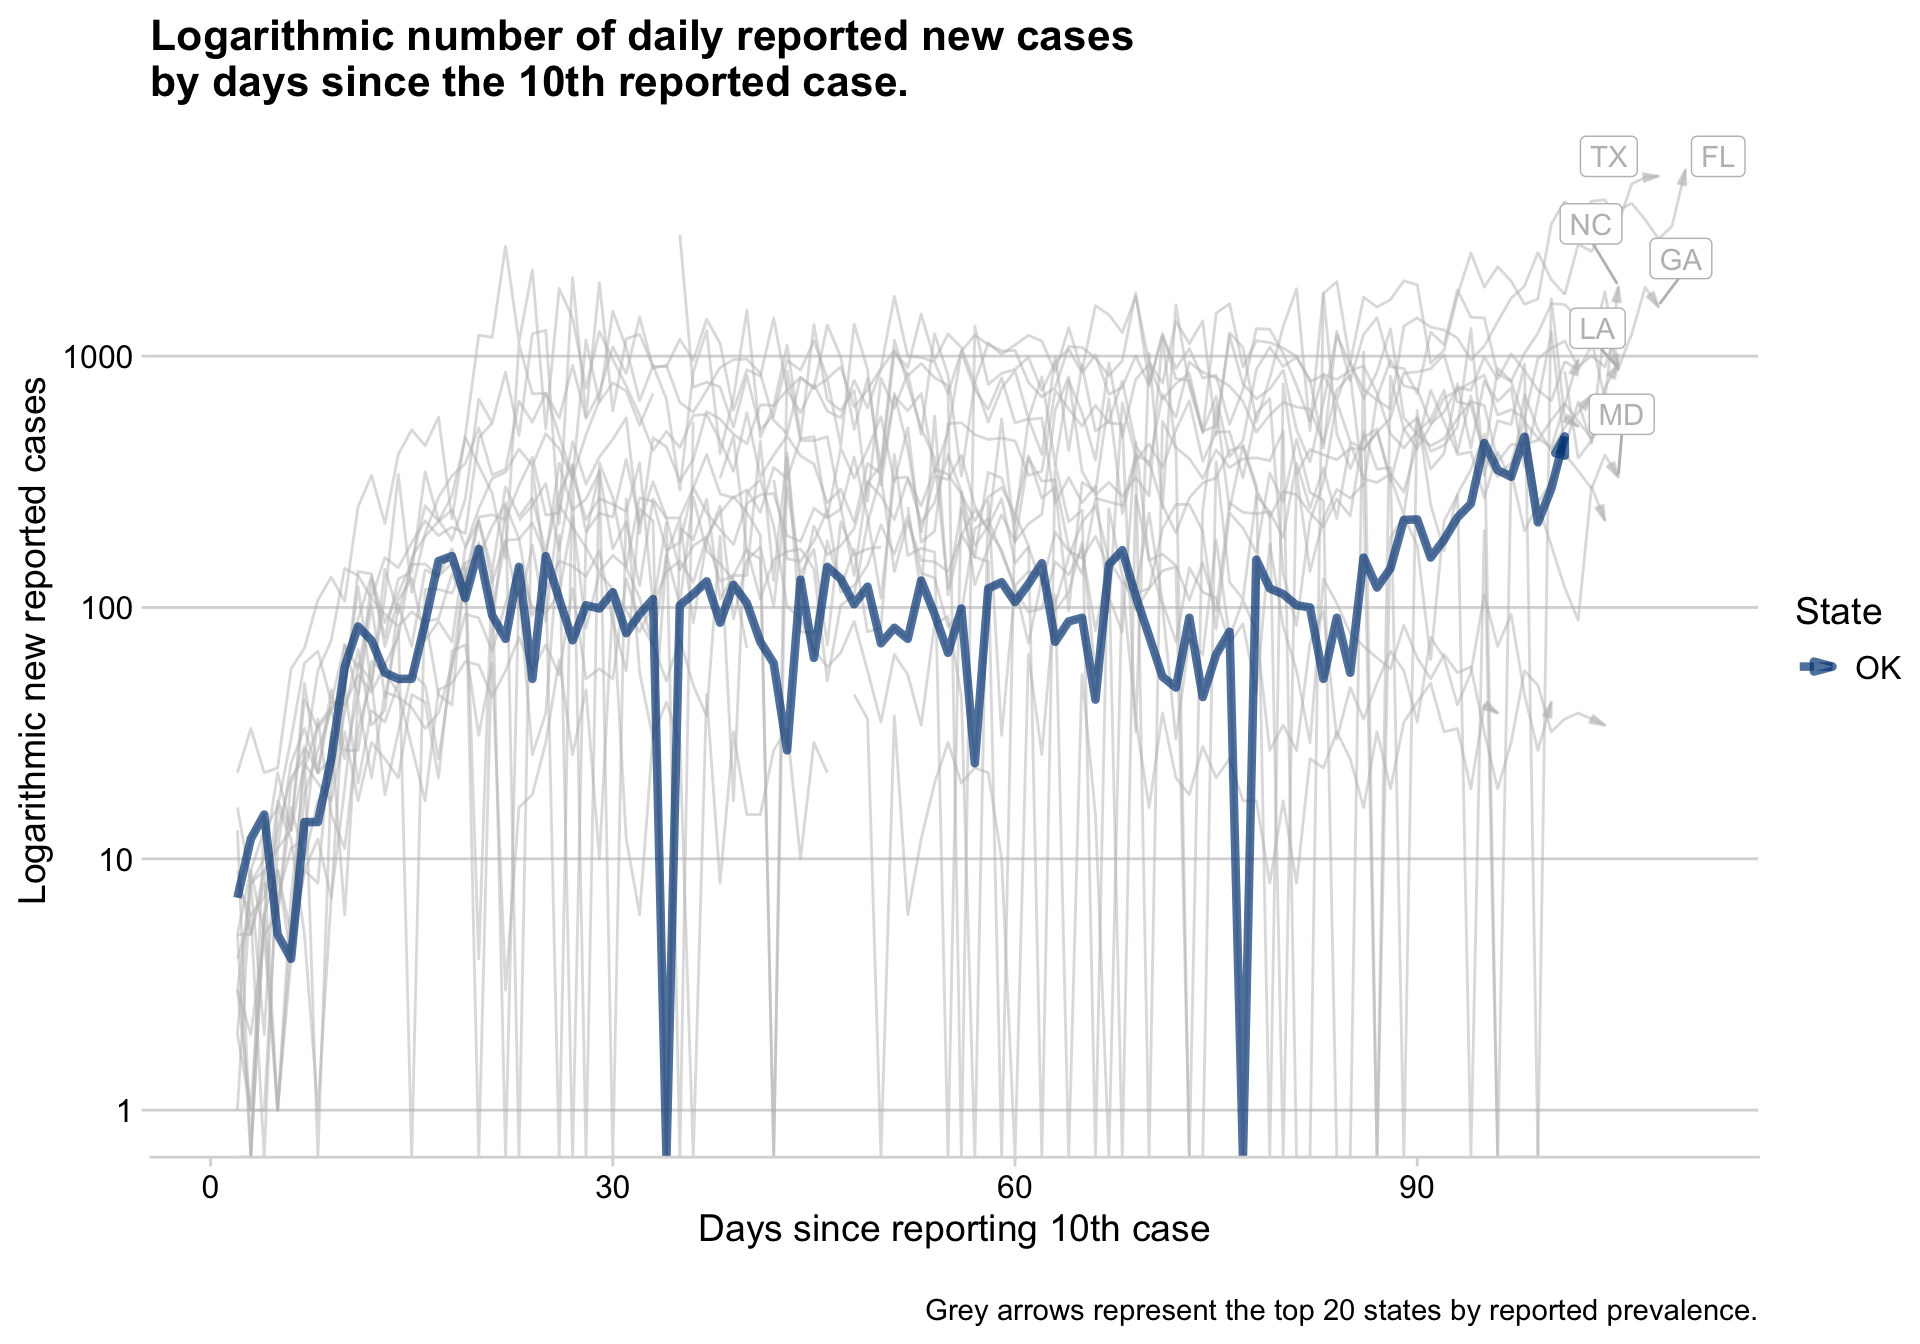 Logarithmic number of daily reported new cases
by days since the 10th reported case.
TX
FL
NC
GA
LA
MD
Logarithmic new reported cases
1000
100
10
1
0
30
60
90
Days since reporting 10th case
State
OK
Grey arrows represent the top 20 states by reported prevalence.